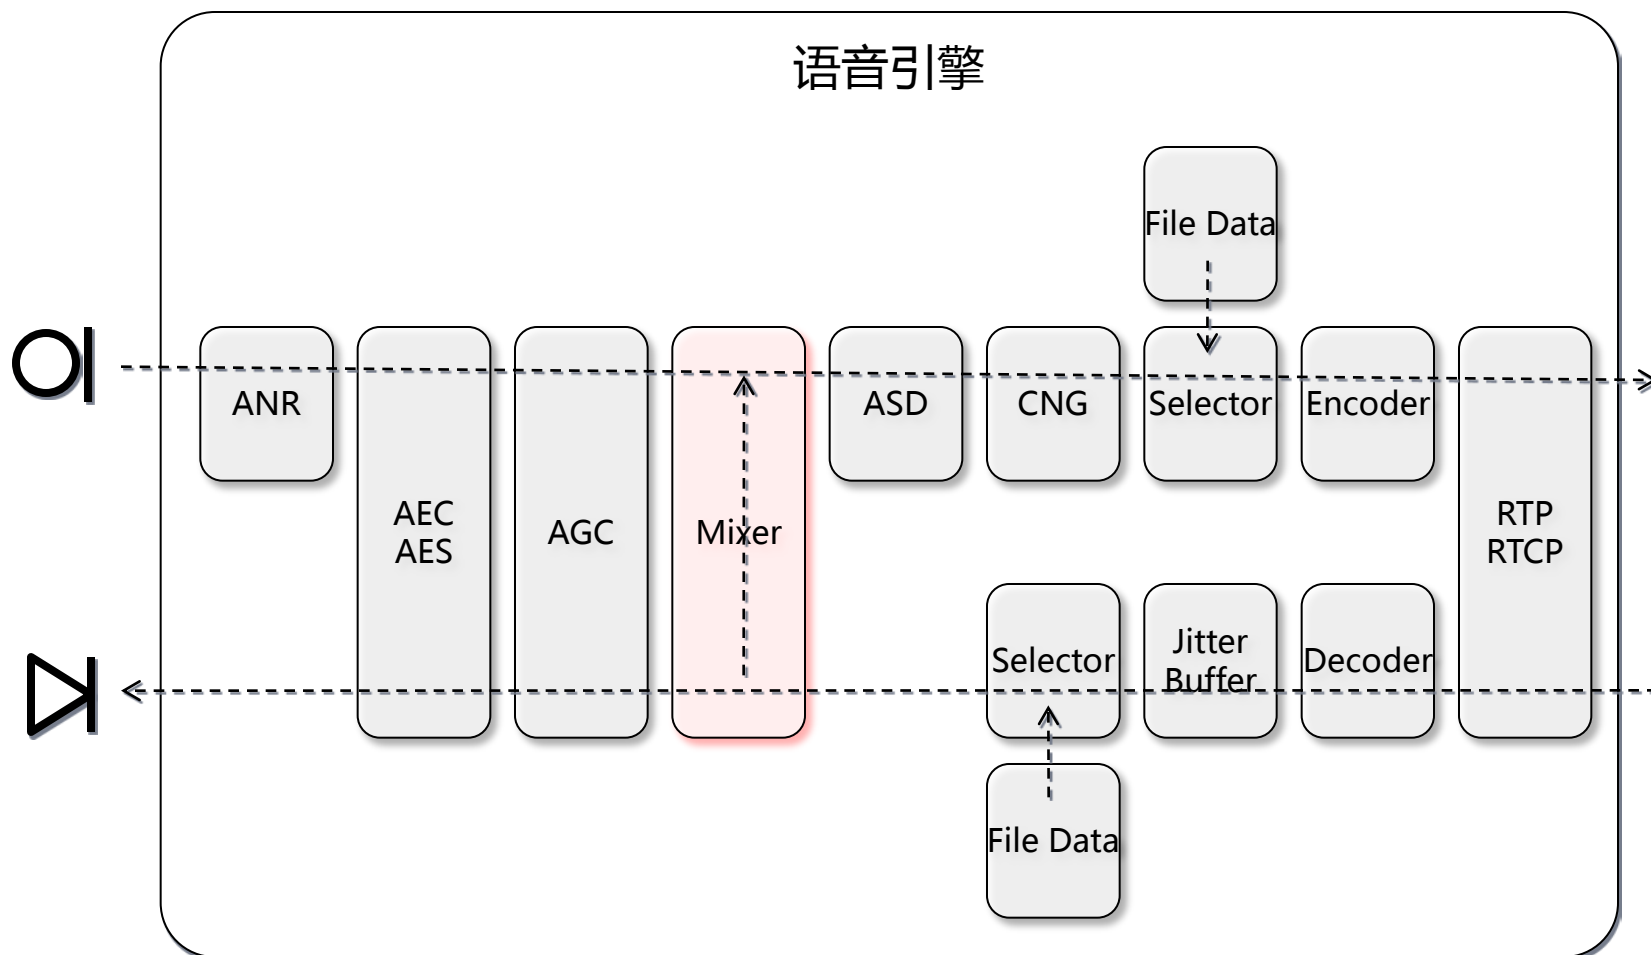 语音引擎
File Data
ANR
AEC
AES
AGC
Mixer
ASD
CNG
Selector
Encoder
RTP
RTCP
Selector
Jitter
Buffer
Decoder
File Data